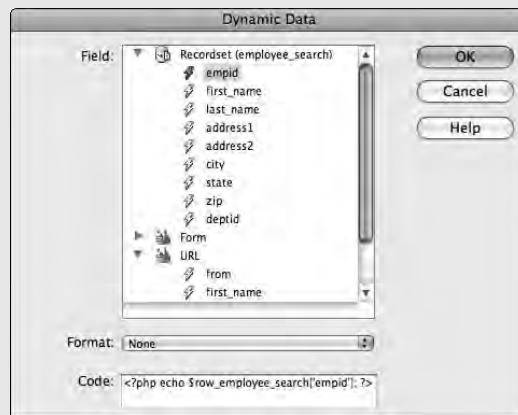 Dynamic Data
Field:
Recordset (employee_search)
empid
first_name
last_name
address1
address2
city
state
zip
deptid
Form
URL
from
first_name
OK
Cancel
Help
Format: None
Code: <?php echo $row_employee_search['empid']; ?>